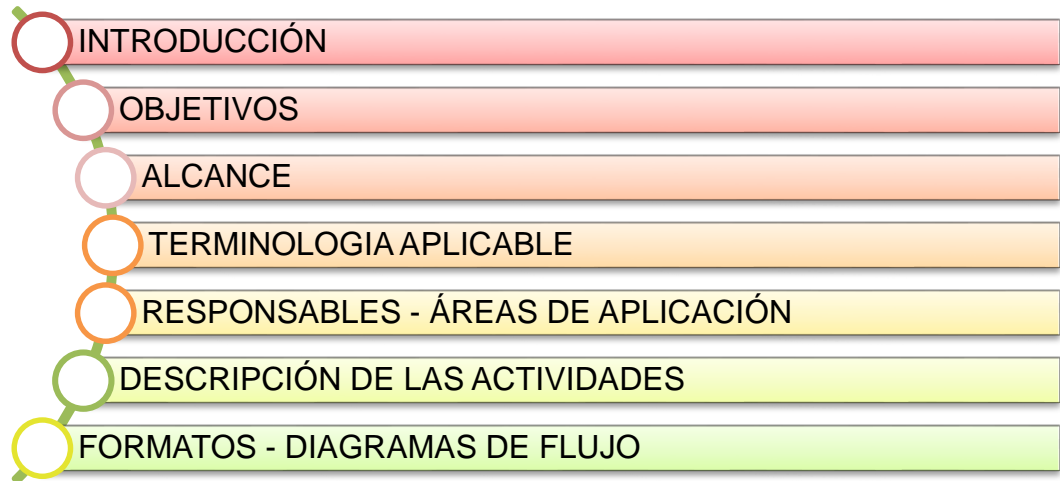 INTRODUCCIÓN
OBJETIVOS
ALCANCE
TERMINOLOGIA APLICABLE
RESPONSABLES - ÁREAS DE APLICACIÓN
DESCRIPCIÓN DE LAS ACTIVIDADES
FORMATOS - DIAGRAMAS DE FLUJO